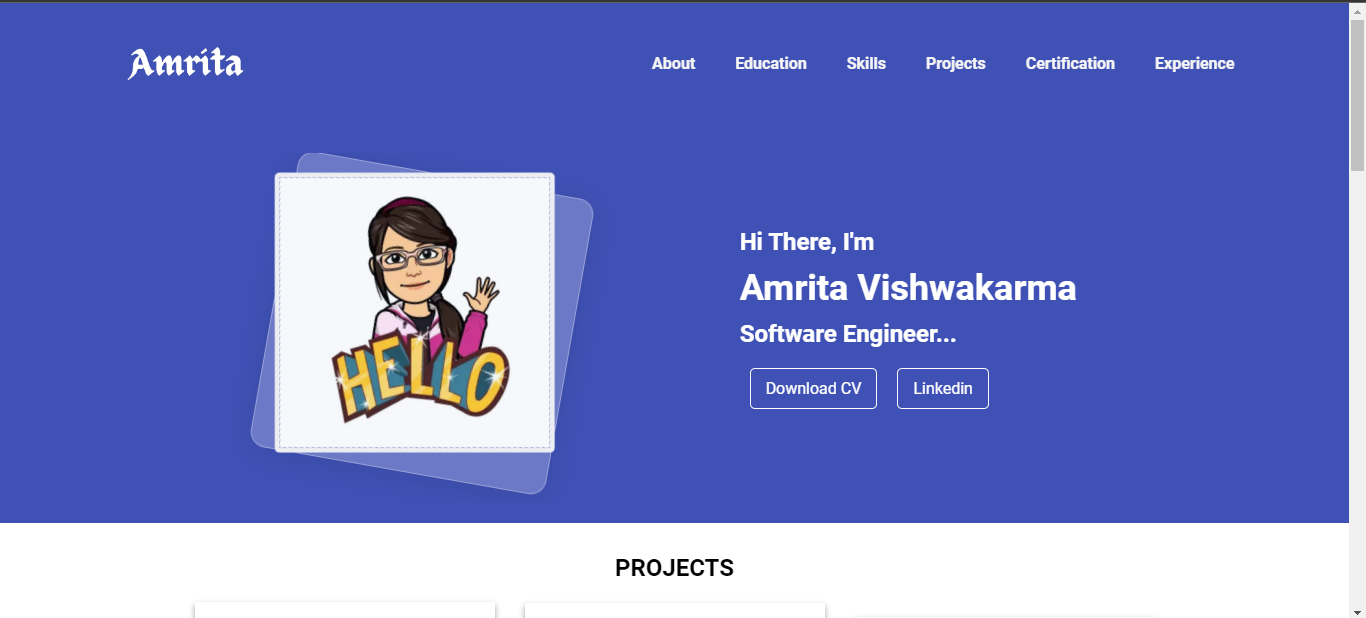 Amrita
About Education Skills Projects Certification Experience
HELLO
Hi There, I'm
Amrita Vishwakarma
Software Engineer...
Download CV Linkedin
PROJECTS